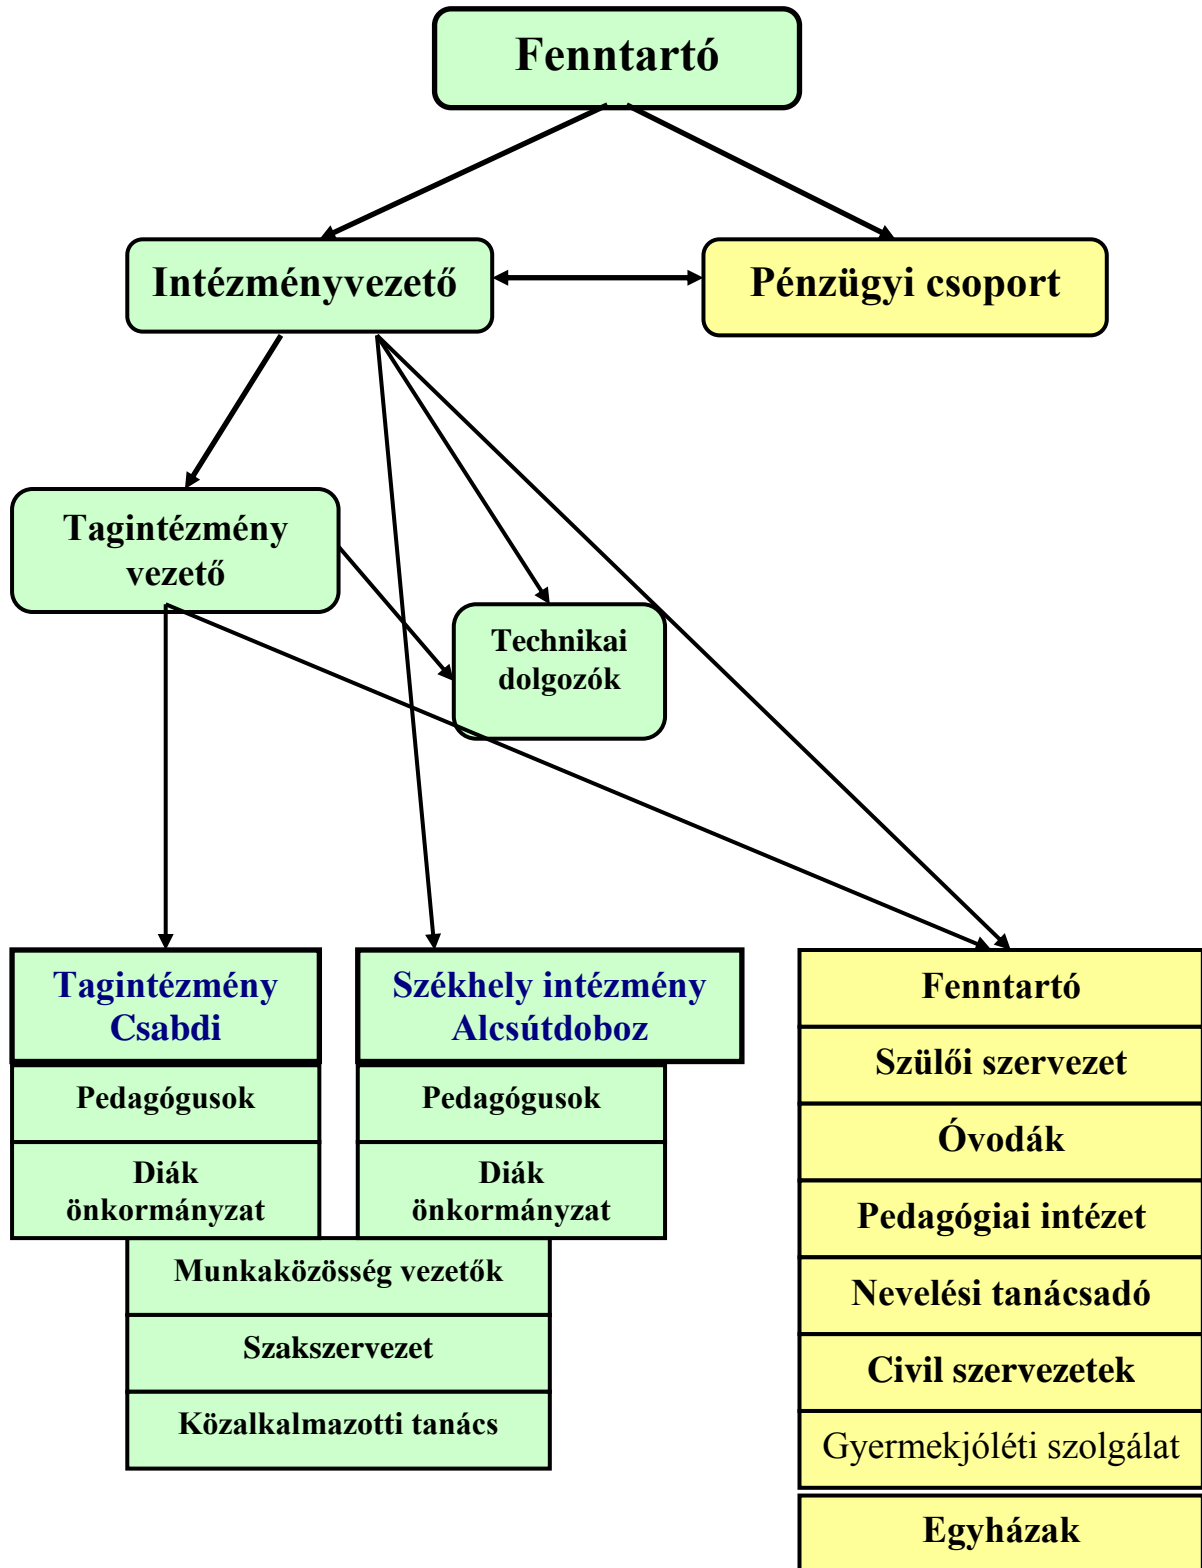 Fenntartó
Intézményvezető
Pénzügyi csoport
Tagintézmény
vezető
Technikai
dolgozók
Tagintézmény
Csabdi
Pedagógusok
Diák
önkormányzat
Székhely intézmény
Alcsútdoboz
Pedagógusok
Diák
önkormányzat
Munkaközösség vezetők
Szakszervezet
Közalkalmazotti tanács
Fenntartó
Szülői szervezet
Óvodák
Pedagógiai intézet
Nevelési tanácsadó
Civil szervezetek
Gyermekjóléti szolgálat
Egyházak